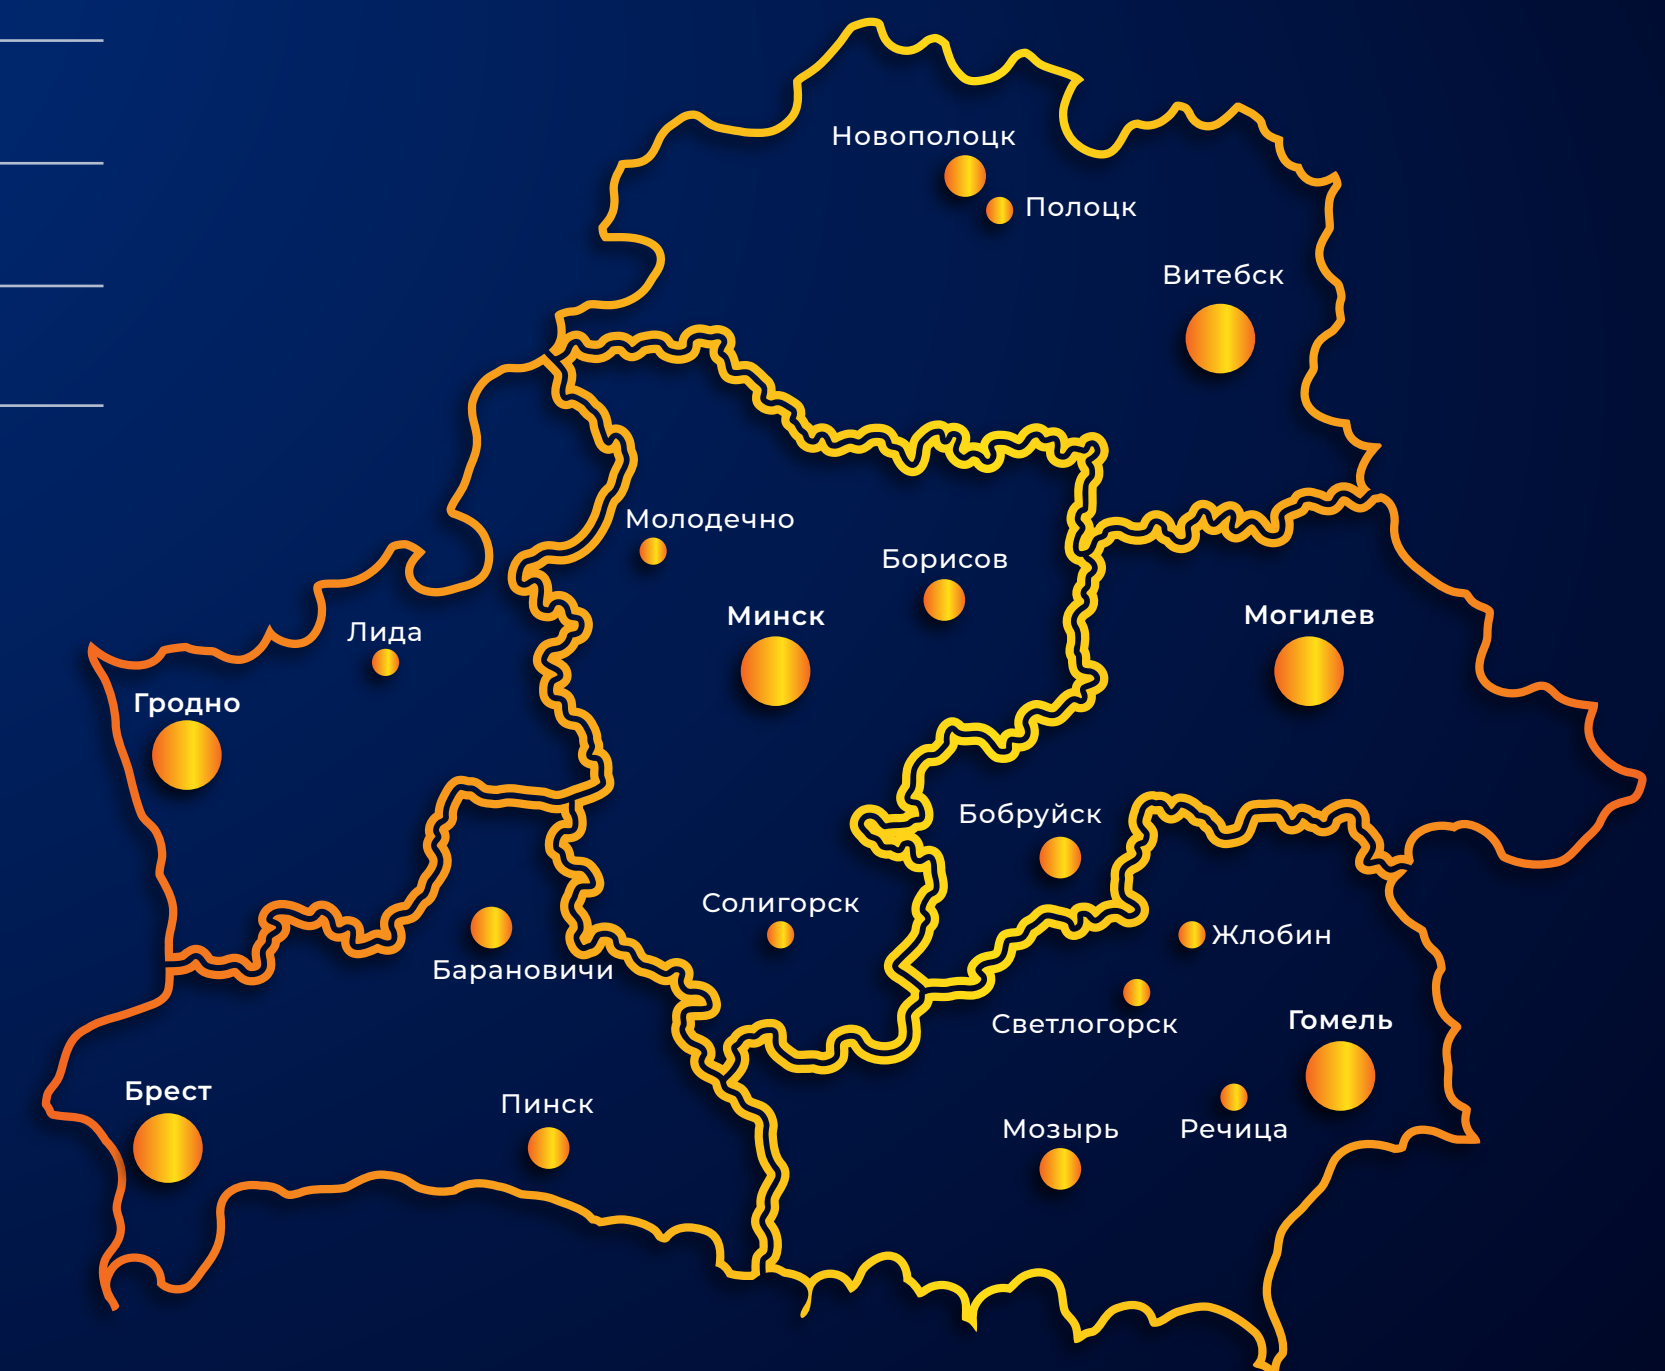 Новополоцк
Полоцк
Витебск
Молодечно
Борисов
Минск
Могилев
Лида
Гродно
Бобруйск
Солигорск
Жлобин
Барановичи
Светлогорск
Гомель
Брест
Пинск
Мозырь
Речица